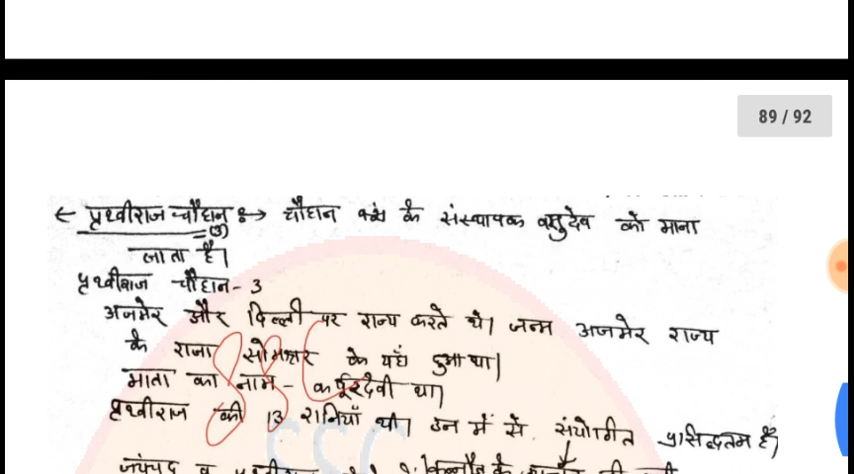 89 / 92
← पृथ्वीराज चौहान :→ चौहान वंश के संस्थापक वसुदेव को माना
(3)
जाता है।
पृथ्वीराज चौहान - 3
अजमेर और दिल्ली पर राज्य करते थे। जन्म अजमेर राज्य
के राजा सोमेश्वर के यहाँ हुआ था।
माता का नाम - कर्पूरदेवी था।
पृथ्वीराज की 13 रानियाँ थी। उन में से संयोगीत प्रासिद्धतम है।
SSC